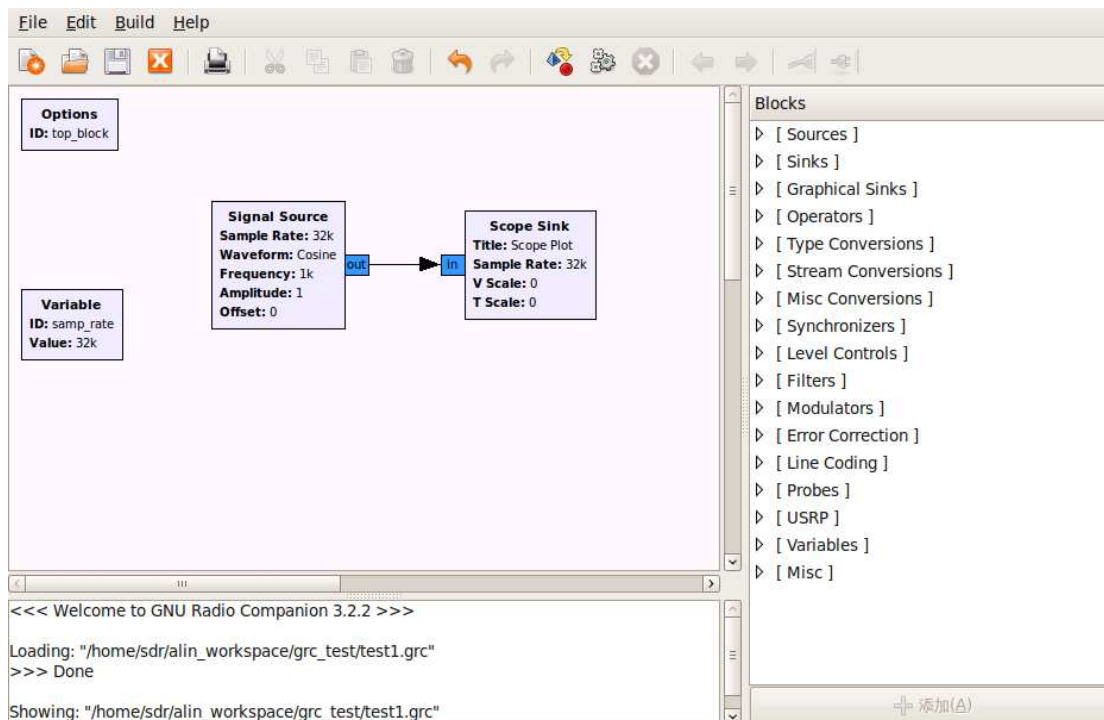 File Edit Build Help
Options
ID: top_block
Signal Source
Sample Rate: 32k
Waveform: Cosine
Frequency: 1k
Amplitude: 1
Offset: 0
out
in
Scope Sink
Title: Scope Plot
Sample Rate: 32k
V Scale: 0
T Scale: 0
Variable
ID: samp_rate
Value: 32k
Blocks
[ Sources ]
[ Sinks ]
[ Graphical Sinks ]
[ Operators ]
[ Type Conversions ]
[ Stream Conversions ]
[ Misc Conversions ]
[ Synchronizers ]
[ Level Controls ]
[ Filters ]
[ Modulators ]
[ Error Correction ]
[ Line Coding ]
[ Probes ]
[ USRP ]
[ Variables ]
[ Misc ]
<<< Welcome to GNU Radio Companion 3.2.2 >>>
Loading: "/home/sdr/alin_workspace/grc_test/test1.grc"
>>> Done
Showing: "/home/sdr/alin_workspace/grc_test/test1.grc"
添加(A)